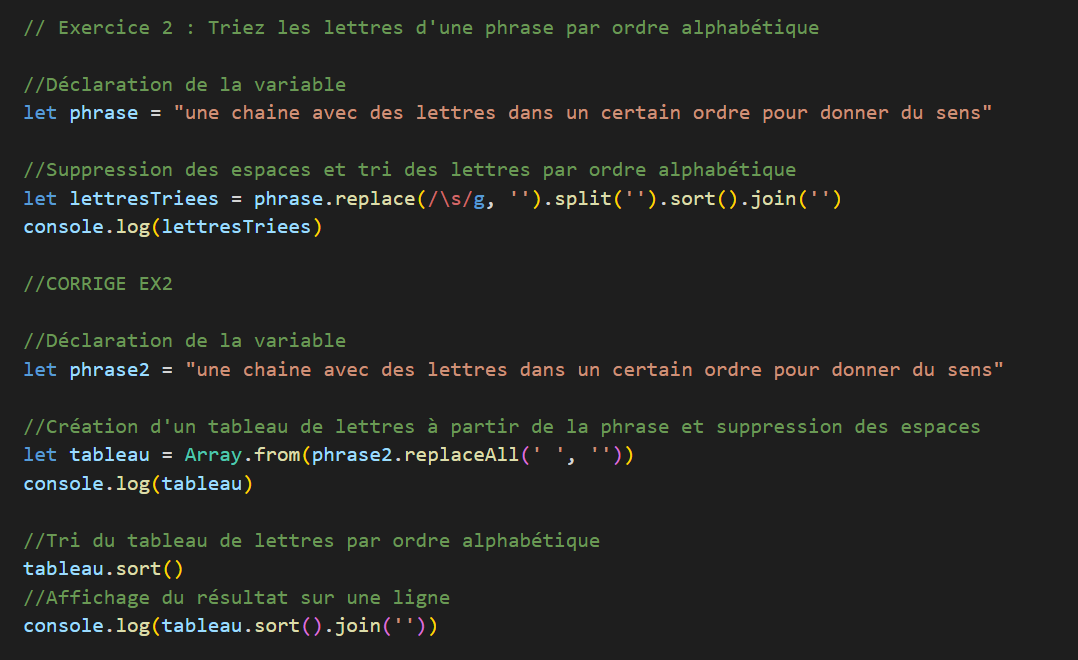 // Exercice 2 : Triez les lettres d'une phrase par ordre alphabétique
//Déclaration de la variable
let phrase = "une chaine avec des lettres dans un certain ordre pour donner du sens"
//Suppression des espaces et tri des lettres par ordre alphabétique
let lettresTriees = phrase.replace(/\s/g, '').split('').sort().join('')
console.log(lettresTriees)
//CORRIGE EX2
//Déclaration de la variable
let phrase2 = "une chaine avec des lettres dans un certain ordre pour donner du sens"
//Création d'un tableau de lettres à partir de la phrase et suppression des espaces
let tableau = Array.from(phrase2.replaceAll(' ', ''))
console.log(tableau)
//Tri du tableau de lettres par ordre alphabétique
tableau.sort()
//Affichage du résultat sur une ligne
console.log(tableau.sort().join(''))